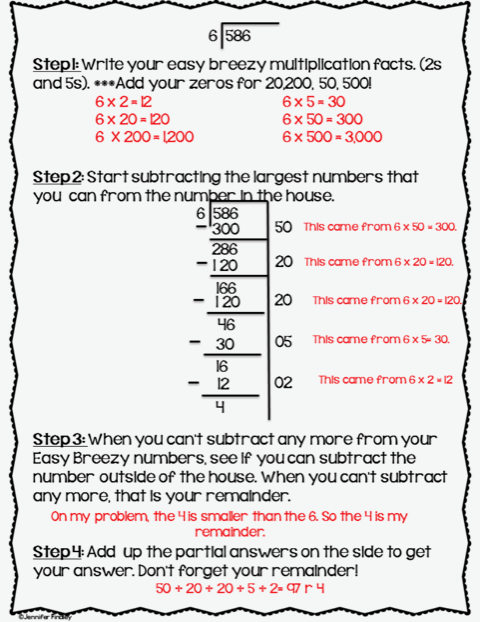 6 586
Step1: Write your easy breezy multiplication facts. (2s
and 5s). ***Add your zeros for 20,200, 50, 500!
6 x 2 = 12 6 x 5 = 30
6 x 20 = 120 6 x 50 = 300
6 X 200 = 1,200 6 x 500 = 3,000
Step 2: Start subtracting the largest numbers that
you can from the number in the house.
6 586
- 300 50 This came from 6 x 50 = 300.
286
- 120 20 This came from 6 x 20 = 120.
166
- 120 20 This came from 6 x 20 = 120.
46
- 30 05 This came from 6 x 5= 30.
16
- 12 02 This came from 6 x 2 = 12
4
Step 3: When you can't subtract any more from your
Easy Breezy numbers, see if you can subtract the
number outside of the house. When you can't subtract
any more, that is your remainder.
On my problem, the 4 is smaller than the 6. So the 4 is my
remainder.
Step 4: Add up the partial answers on the side to get
your answer. Don't forget your remainder!
50 + 20 + 20 + 5 + 2= 97 r 4
©Jennifer Findley